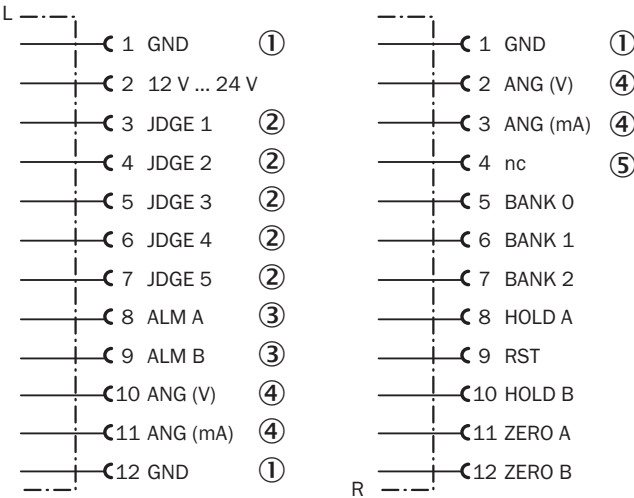 L
1 GND ①
2 12 V ... 24 V
3 JDGE 1 ②
4 JDGE 2 ②
5 JDGE 3 ②
6 JDGE 4 ②
7 JDGE 5 ②
8 ALM A ③
9 ALM B ③
10 ANG (V) ④
11 ANG (mA) ④
12 GND ①
1 GND ①
2 ANG (V) ④
3 ANG (mA) ④
4 nc ⑤
5 BANK 0
6 BANK 1
7 BANK 2
8 HOLD A
9 RST
10 HOLD B
11 ZERO A
12 ZERO B
R